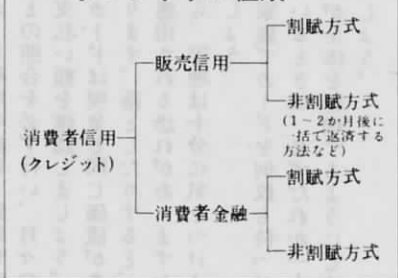 割賦方式
販売信用
非割賦方式
(1～2か月後に
一括で返済する
方法など)
消費者信用
(クレジット)
割賦方式
消費者金融
非割賦方式